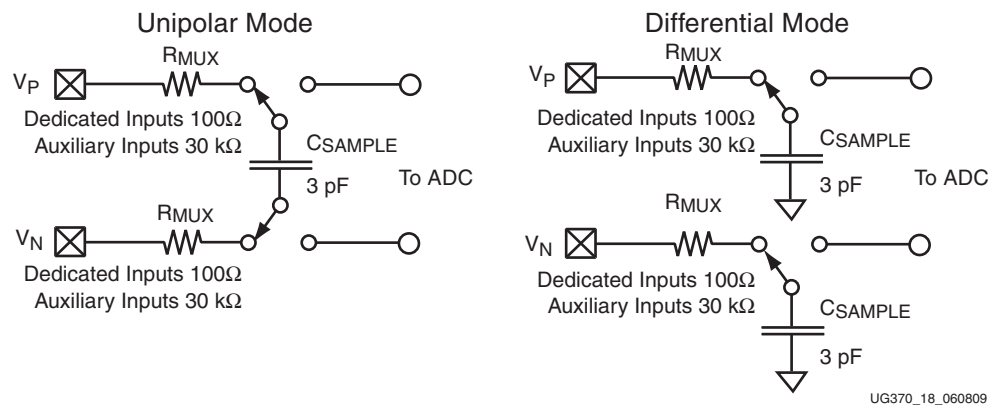 Unipolar Mode
RMUX
VP
Dedicated Inputs 100Ω
Auxiliary Inputs 30 kΩ
CSAMPLE
3 pF
To ADC
RMUX
VN
Dedicated Inputs 100Ω
Auxiliary Inputs 30 kΩ
Differential Mode
RMUX
VP
Dedicated Inputs 100Ω
Auxiliary Inputs 30 kΩ
CSAMPLE
3 pF
To ADC
RMUX
VN
Dedicated Inputs 100Ω
Auxiliary Inputs 30 kΩ
CSAMPLE
3 pF
UG370_18_060809